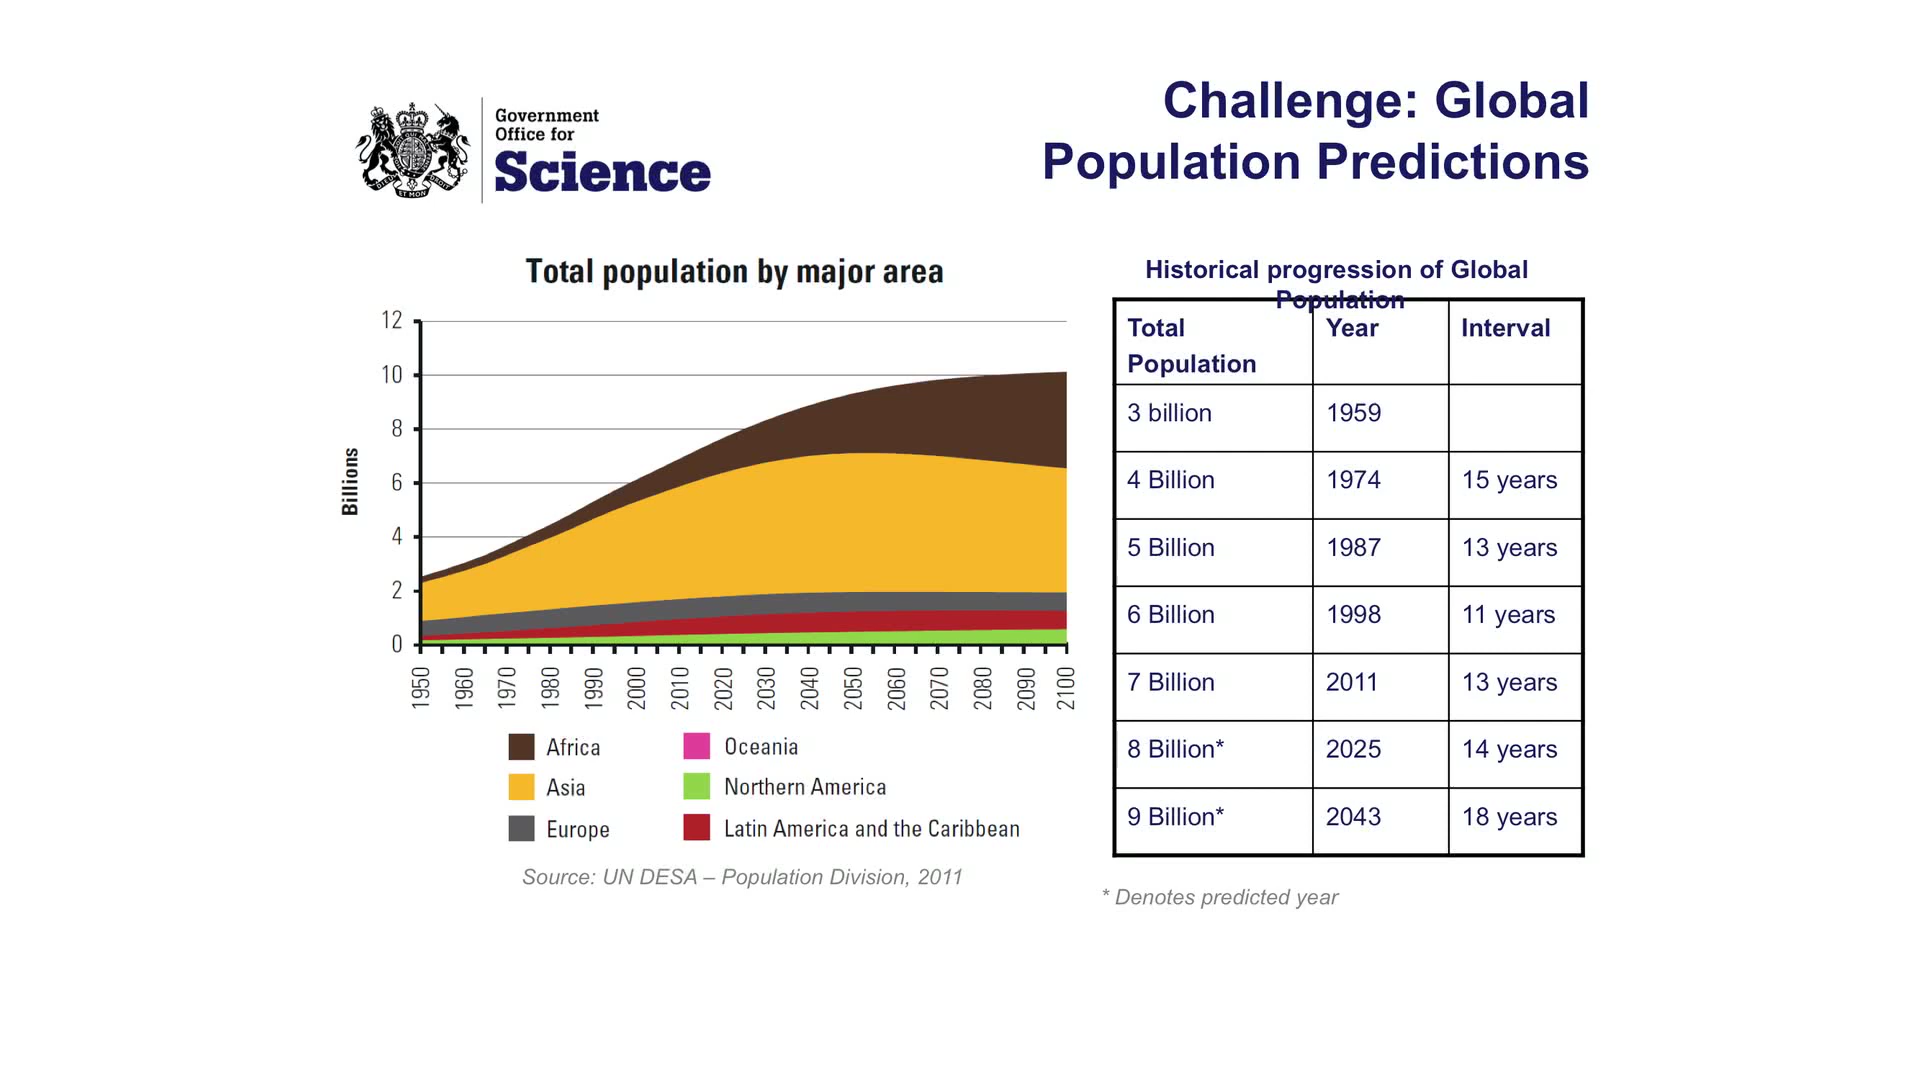 Government
Office for
Science
Challenge: Global
Population Predictions
Total population by major area
Billions
12
10
8
6
4
2
0
1950
1960
1970
1980
1990
2000
2010
2020
2030
2040
2050
2060
2070
2080
2090
2100
Africa
Oceania
Asia
Northern America
Europe
Latin America and the Caribbean
Source: UN DESA – Population Division, 2011
Historical progression of Global
Population
Total Population Year Interval
3 billion 1959
4 Billion 1974 15 years
5 Billion 1987 13 years
6 Billion 1998 11 years
7 Billion 2011 13 years
8 Billion* 2025 14 years
9 Billion* 2043 18 years
* Denotes predicted year